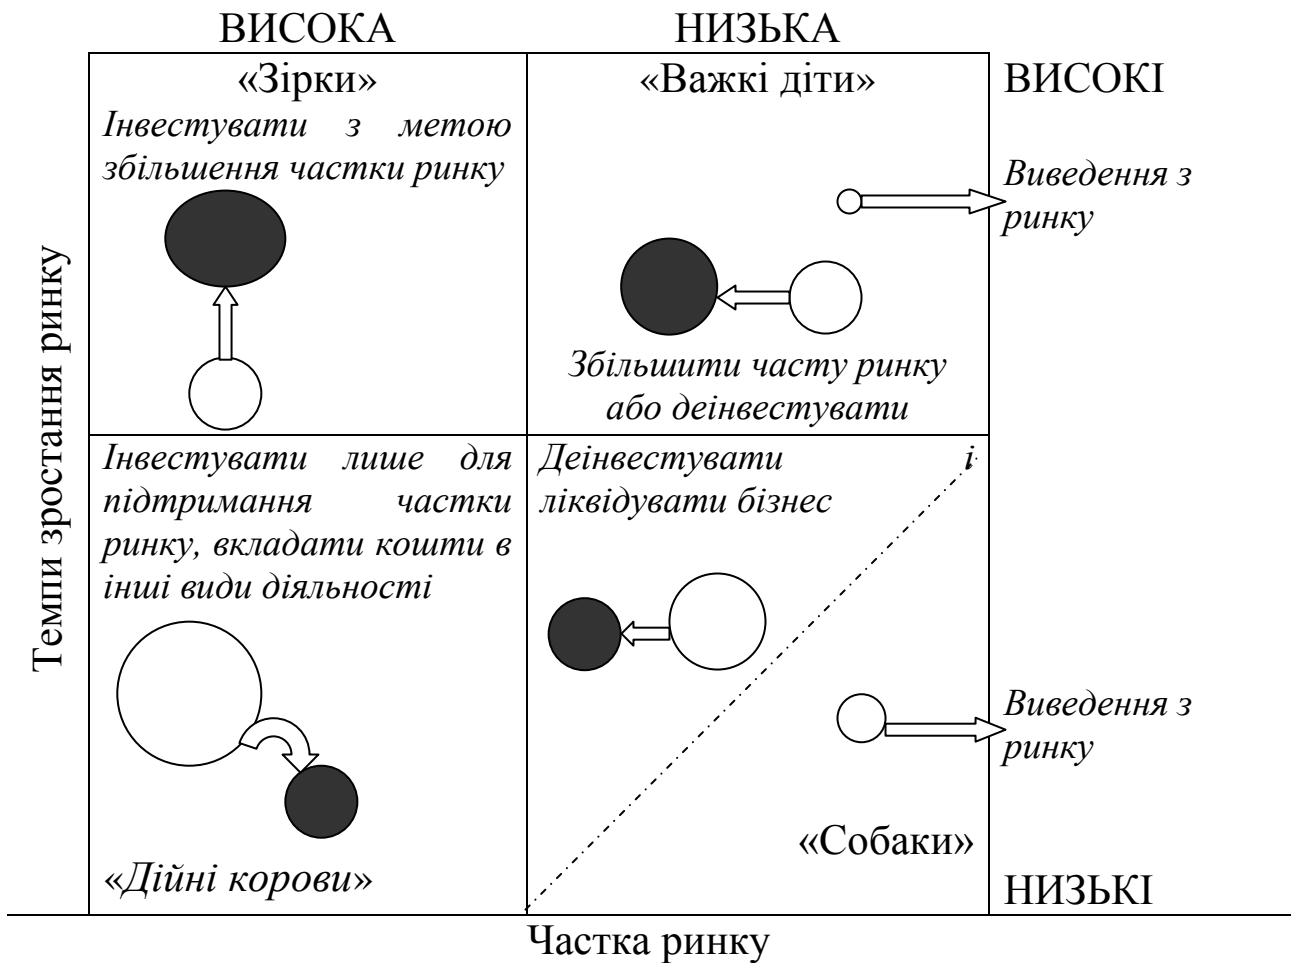 ВИСОКА
НИЗЬКА
«Зірки»
Інвестувати з метою
збільшення частки ринку
«Важкі діти»
ВИСОКІ
Виведення з
ринку
Збільшити часту ринку
або деінвестувати
Темпи зростання ринку
Інвестувати лише для
підтримання частки
ринку, вкладати кошти в
інші види діяльності
«Дійні корови»
Деінвестувати і
ліквідувати бізнес
Виведення з
ринку
«Собаки»
НИЗЬКІ
Частка ринку